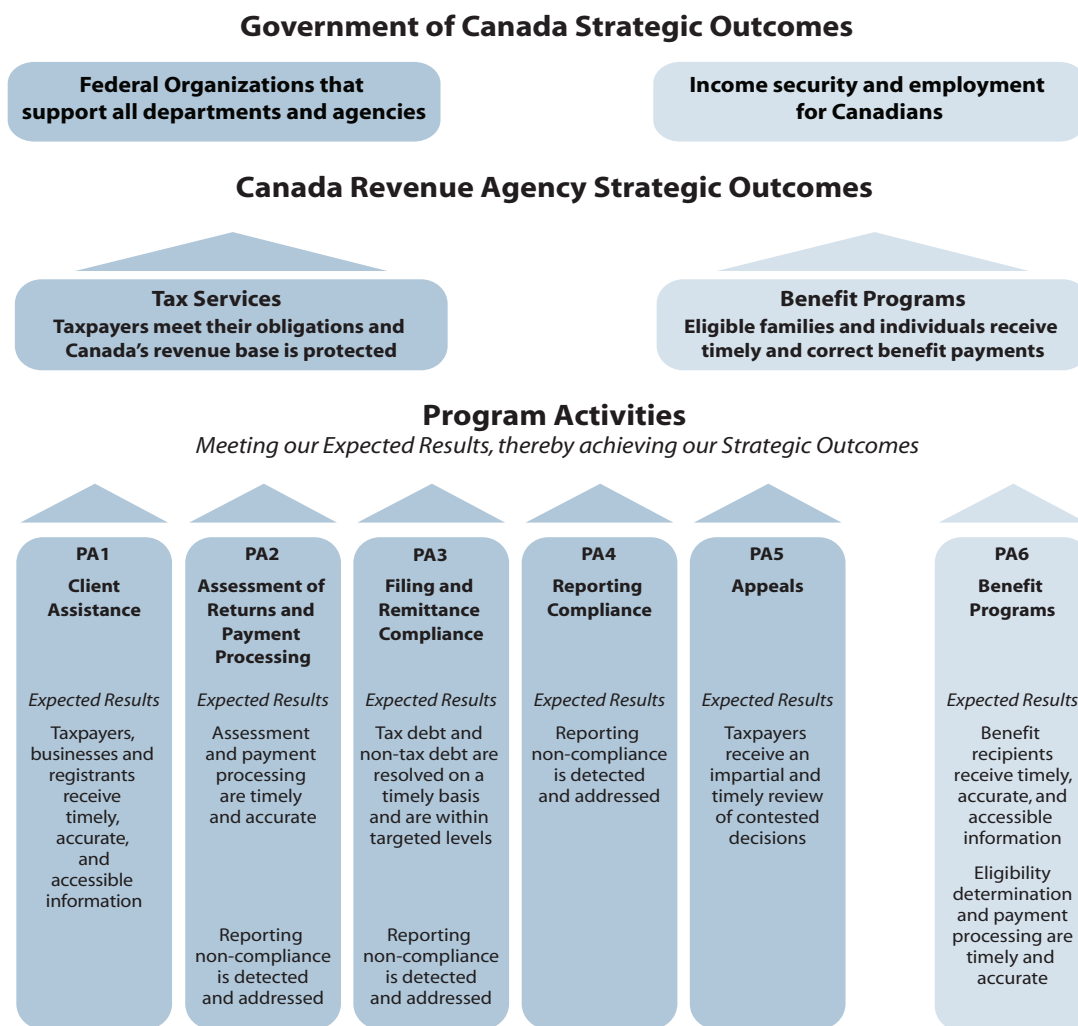 Government of Canada Strategic Outcomes
Federal Organizations that
support all departments and agencies
Income security and employment
for Canadians
Canada Revenue Agency Strategic Outcomes
Tax Services
Taxpayers meet their obligations and
Canada's revenue base is protected
Benefit Programs
Eligible families and individuals receive
timely and correct benefit payments
Program Activities
Meeting our Expected Results, thereby achieving our Strategic Outcomes
PA1
Client
Assistance
Expected Results
Taxpayers,
businesses and
registrants
receive
timely,
accurate,
and
accessible
information
PA2
Assessment of
Returns and
Payment
Processing
Expected Results
Assessment
and payment
processing
are timely
and accurate
Reporting
non-compliance
is detected
and addressed
PA3
Filing and
Remittance
Compliance
Expected Results
Tax debt and
non-tax debt are
resolved on a
timely basis
and are within
targeted levels
Reporting
non-compliance
is detected
and addressed
PA4
Reporting
Compliance
Expected Results
Reporting
non-compliance
is detected
and addressed
PA5
Appeals
Expected Results
Taxpayers
receive an
impartial and
timely review
of contested
decisions
PA6
Benefit
Programs
Expected Results
Benefit
recipients
receive timely,
accurate, and
accessible
information
Eligibility
determination
and payment
processing are
timely and
accurate